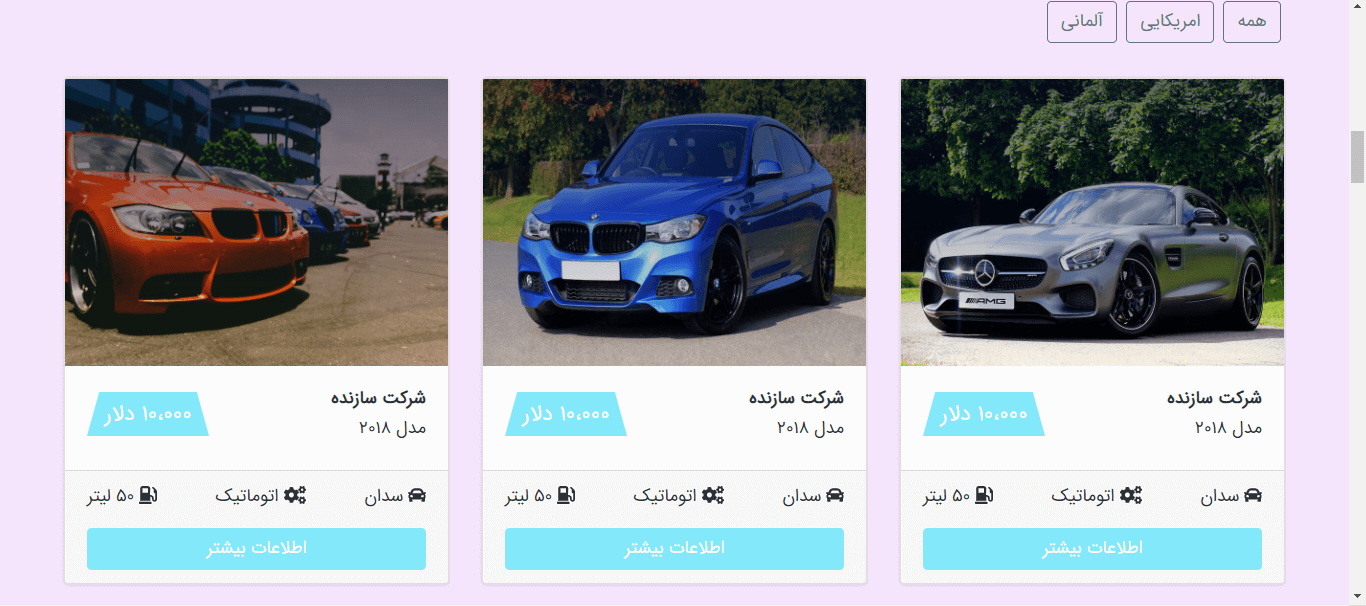 همه
امریکایی
آلمانی
AMG
شرکت سازنده
مدل ۲۰۱۸
۱۰،۰۰۰ دلار
سدان
اتوماتیک
۵۰ لیتر
اطلاعات بیشتر
شرکت سازنده
مدل ۲۰۱۸
۱۰،۰۰۰ دلار
سدان
اتوماتیک
۵۰ لیتر
اطلاعات بیشتر
شرکت سازنده
مدل ۲۰۱۸
۱۰،۰۰۰ دلار
سدان
اتوماتیک
۵۰ لیتر
اطلاعات بیشتر